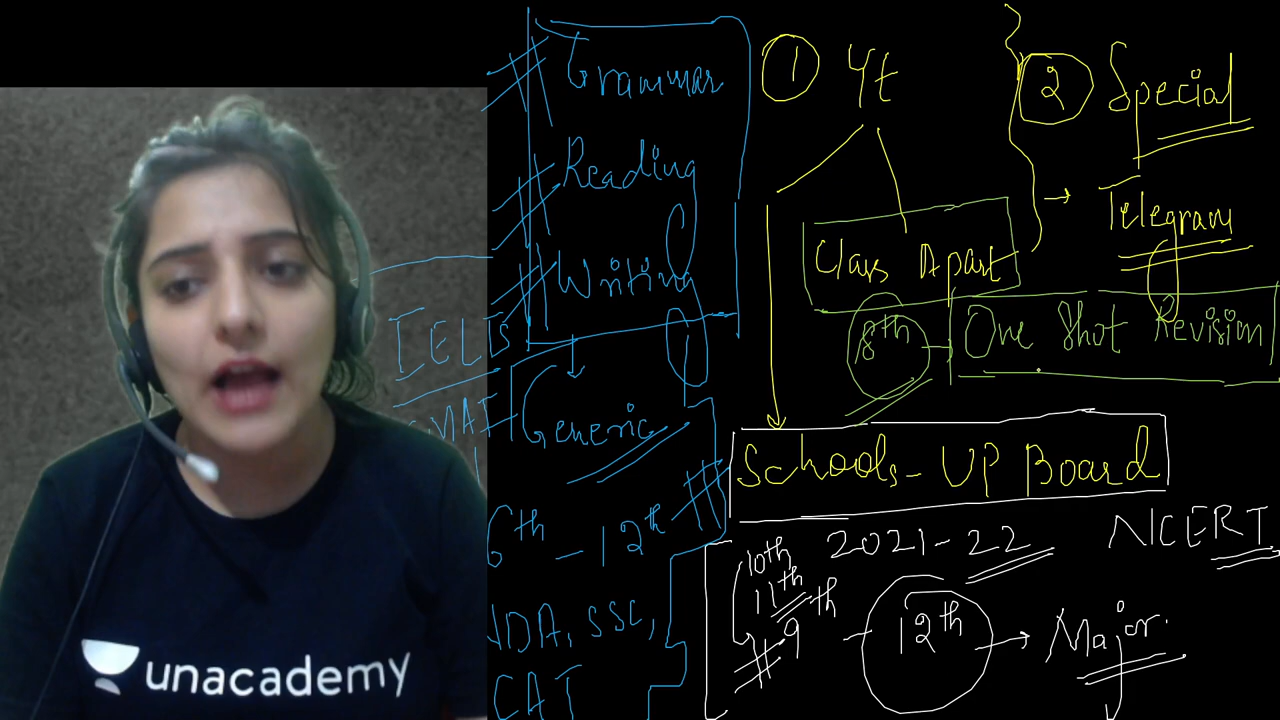 Grammar
Reading
Writing
IELTS
GMAT
Generic
6th - 12th
NDA, SSC,
CAT
1 Yt
Class Apart
8th - One Shot Revision
2 Special
Telegram
Schools - UP Board
2021-22 NCERT
10th
11th
# 9th - 12th → Major
unacademy